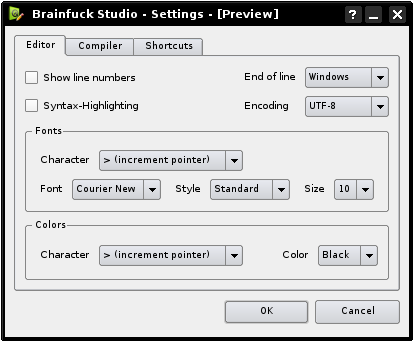 Brainfuck Studio - Settings - [Preview] ?
Editor Compiler Shortcuts
Show line numbers End of line Windows
Syntax-Highlighting Encoding UTF-8
Fonts
Character > (increment pointer)
Font Courier New Style Standard Size 10
Colors
Character > (increment pointer) Color Black
OK Cancel